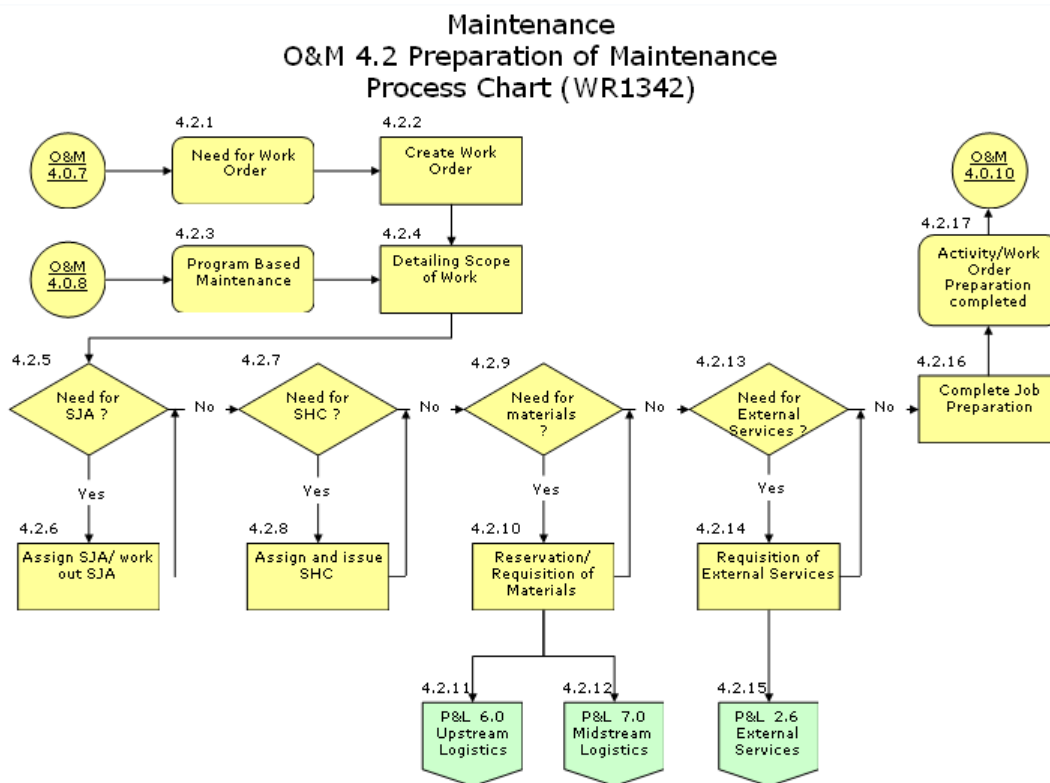 Maintenance
O&M 4.2 Preparation of Maintenance
Process Chart (WR1342)
4.2.1
4.2.2
O&M
4.0.7
Need for Work
Order
Create Work
Order
O&M
4.0.10
4.2.3
4.2.4
4.2.17
O&M
4.0.8
Program Based
Maintenance
Detailing Scope
of Work
Activity/Work
Order
Preparation
completed
4.2.5
4.2.7
4.2.9
4.2.13
4.2.16
Need for
SJA ?
No
Need for
SHC ?
No
Need for
materials
?
No
Need for
External
Services ?
No
Complete Job
Preparation
Yes
Yes
Yes
Yes
4.2.6
4.2.8
4.2.10
4.2.14
Assign SJA/ work
out SJA
Assign and issue
SHC
Reservation/
Requisition of
Materials
Requisition of
External Services
4.2.11
4.2.12
4.2.15
P&L 6.0
Upstream
Logistics
P&L 7.0
Midstream
Logistics
P&L 2.6
External
Services